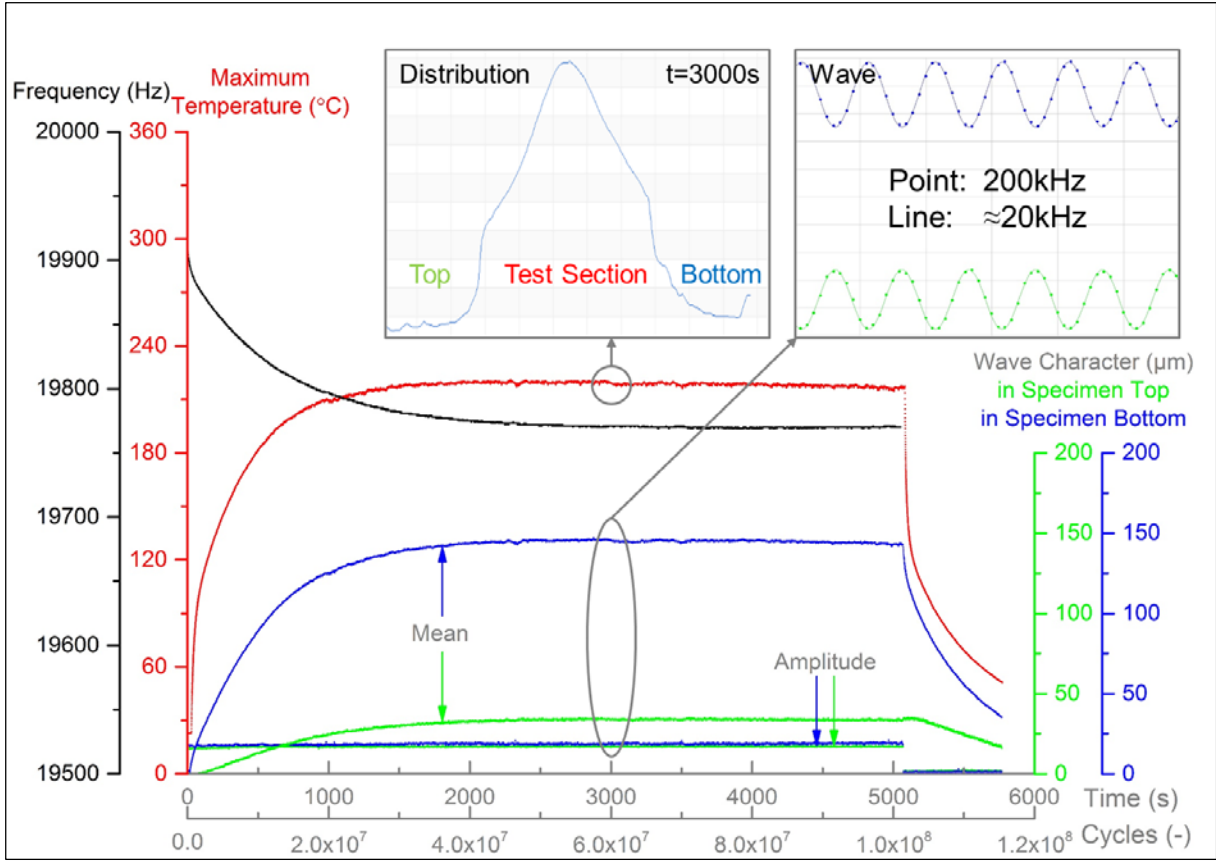 Distribution
t=3000s
Top
Test Section
Bottom
Wave
Point: 200kHz
Line: ≈20kHz
Frequency (Hz)
Maximum
Temperature (°C)
20000
19900
19800
19700
19600
19500
360
300
240
180
120
60
0
Wave Character (μm)
in Specimen Top
in Specimen Bottom
200
150
100
50
0
200
150
100
50
0
Mean
Amplitude
0 1000 2000 3000 4000 5000 6000
Time (s)
0.0 2.0x10⁷ 4.0x10⁷ 6.0x10⁷ 8.0x10⁷ 1.0x10⁸ 1.2x10⁸
Cycles (-)